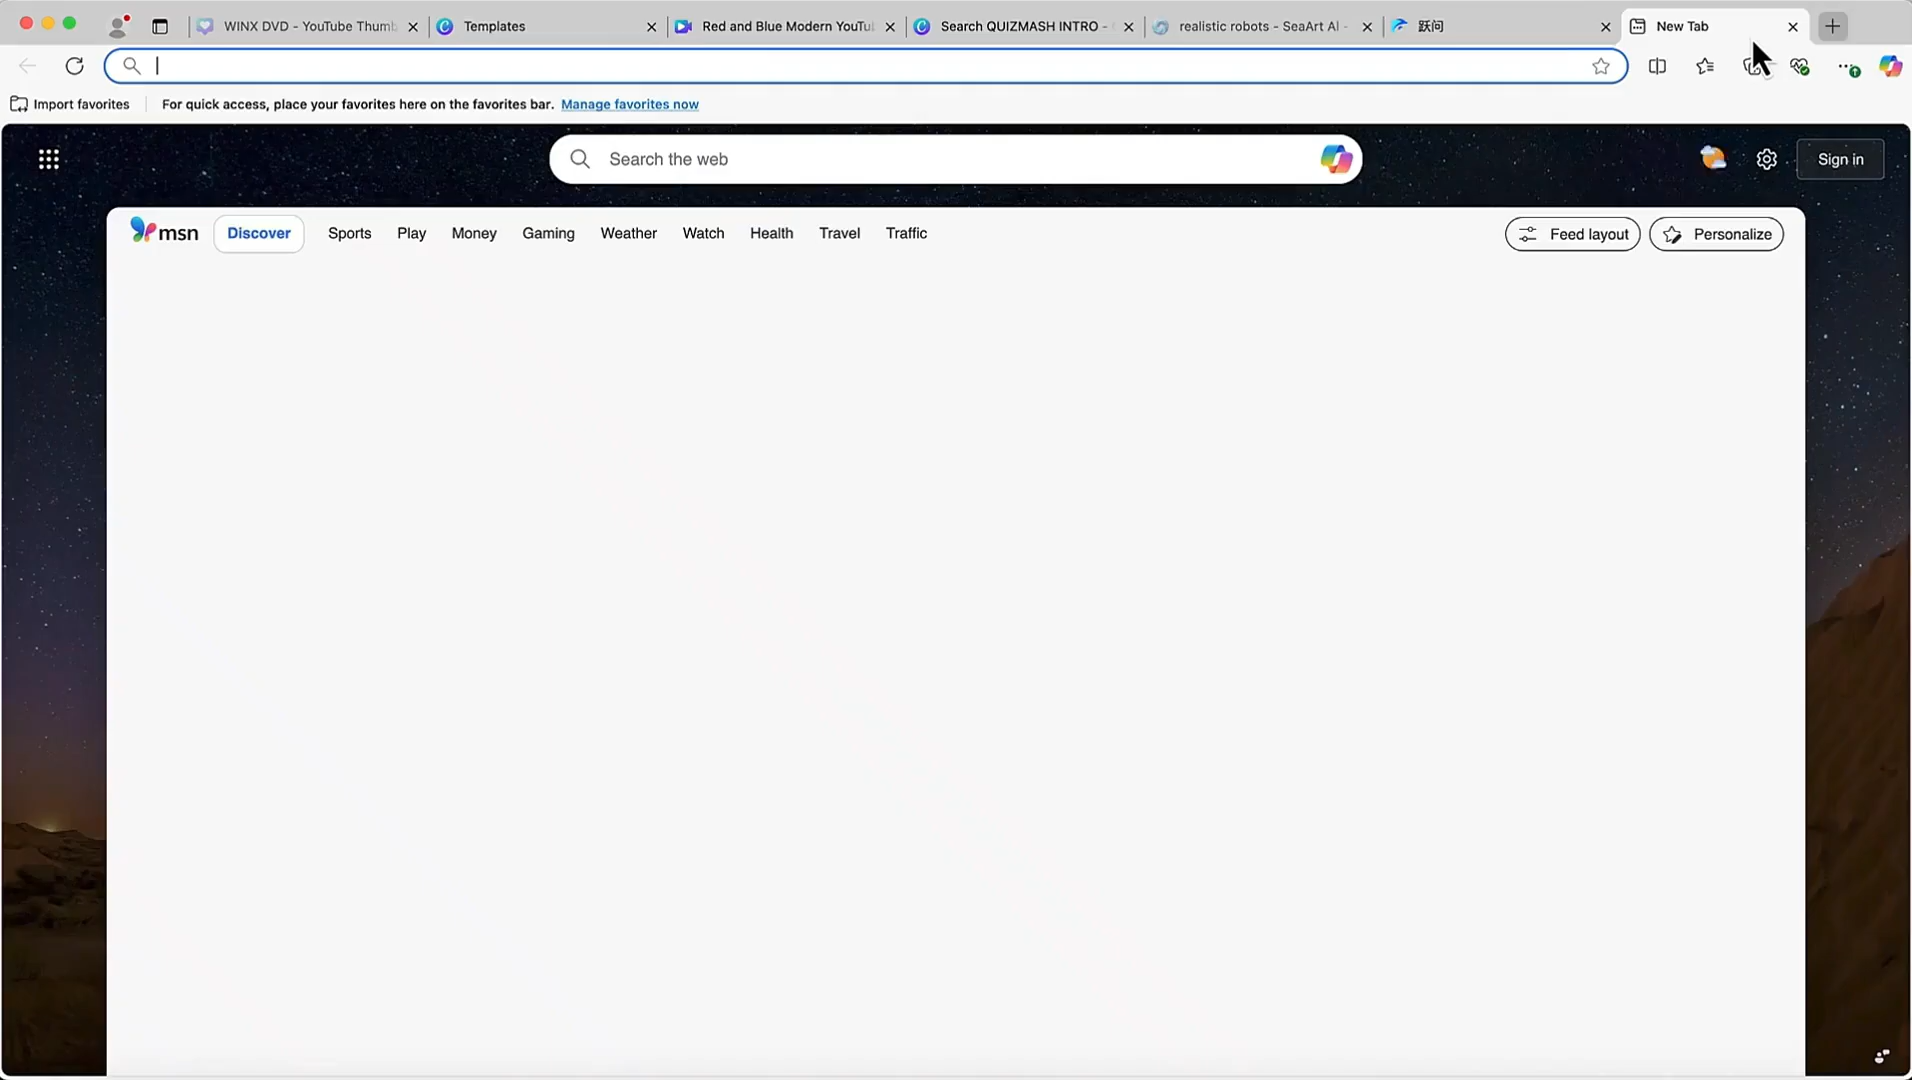 WINX DVD - YouTube Thumb
Templates
Red and Blue Modern YouTu
Search QUIZMASH INTRO -
realistic robots - SeaArt AI -
跃问
New Tab
Import favorites
For quick access, place your favorites here on the favorites bar. Manage favorites now
Search the web
Sign in
msn
Discover
Sports
Play
Money
Gaming
Weather
Watch
Health
Travel
Traffic
Feed layout
Personalize